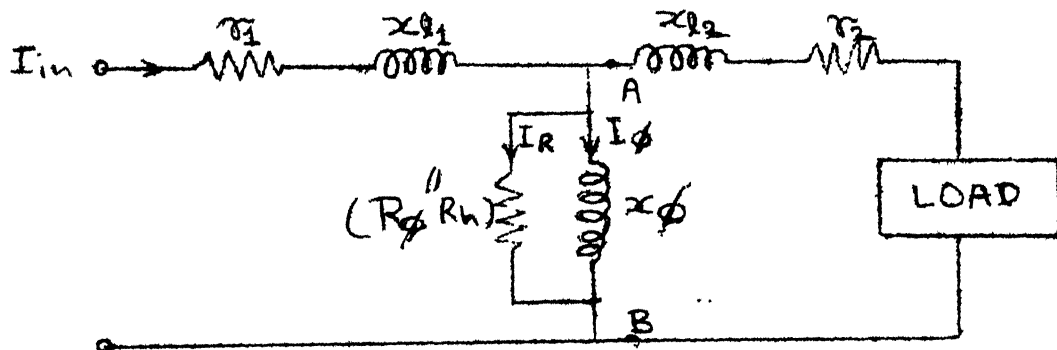 r1 xl1 xl2 r2
Iin
A
IR Iϕ
(Rϕ || Rh) xϕ
LOAD
B